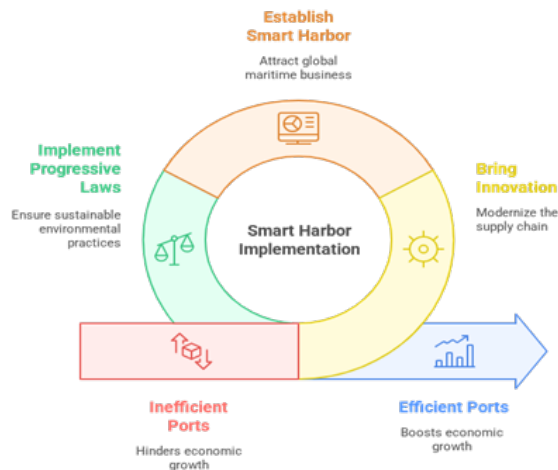 Establish
Smart Harbor
Attract global
maritime business
Implement
Progressive
Laws
Ensure sustainable
environmental
practices
Bring
Innovation
Modernize the
supply chain
Smart Harbor
Implementation
Inefficient
Ports
Hinders economic
growth
Efficient Ports
Boosts economic
growth